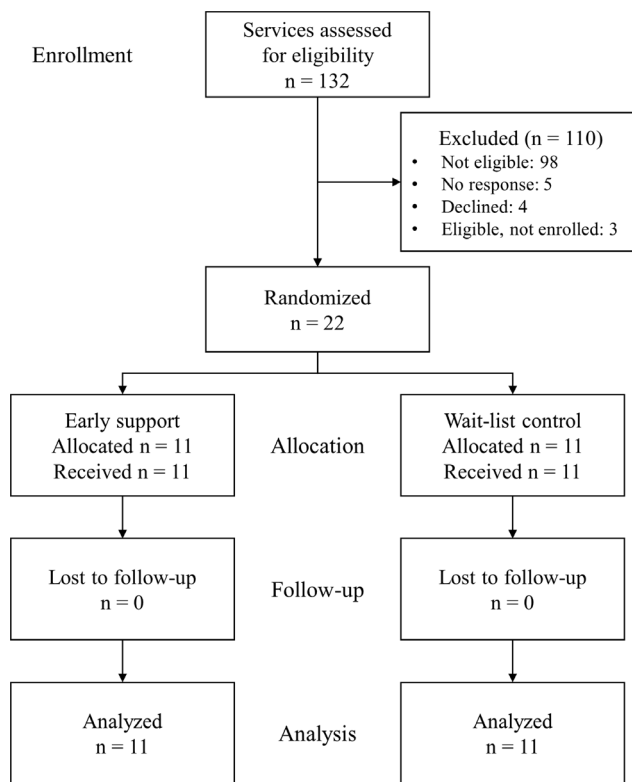 Enrollment
Services assessed
for eligibility
n = 132
Excluded (n = 110)
• Not eligible: 98
• No response: 5
• Declined: 4
• Eligible, not enrolled: 3
Randomized
n = 22
Early support
Allocated n = 11
Received n = 11
Allocation
Wait-list control
Allocated n = 11
Received n = 11
Lost to follow-up
n = 0
Follow-up
Lost to follow-up
n = 0
Analyzed
n = 11
Analysis
Analyzed
n = 11